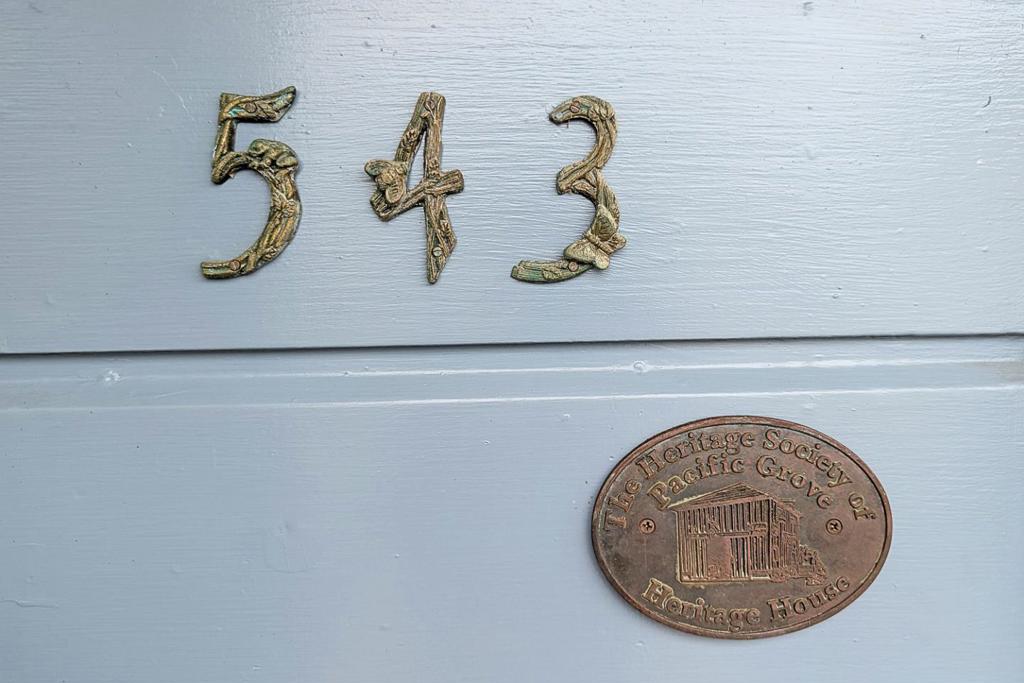 543
The Heritage Society of
Pacific Grove
Heritage House